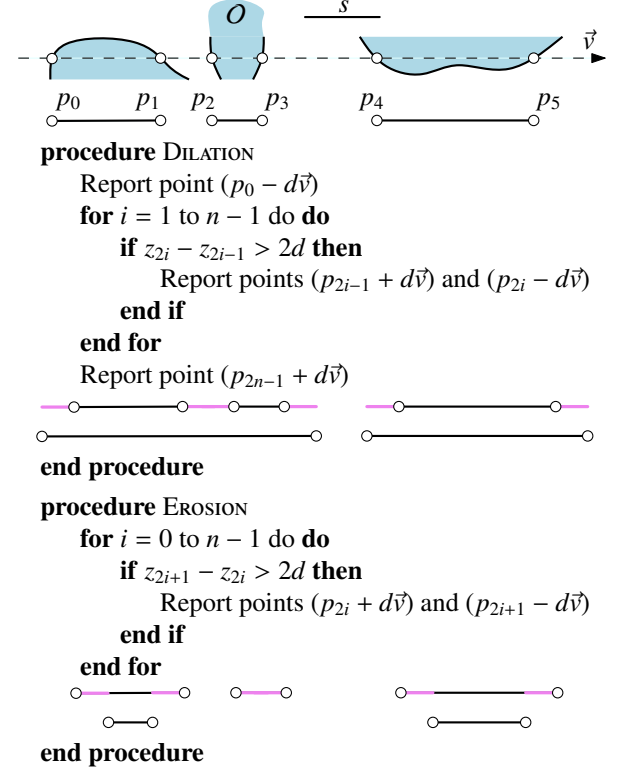 O
s
v⃗
p₀ p₁ p₂ p₃ p₄ p₅
procedure Dilation
Report point (p₀ − dv⃗)
for i = 1 to n − 1 do do
if z₂ᵢ − z₂ᵢ₋₁ > 2d then
Report points (p₂ᵢ₋₁ + dv⃗) and (p₂ᵢ − dv⃗)
end if
end for
Report point (p₂ₙ₋₁ + dv⃗)
end procedure
procedure Erosion
for i = 0 to n − 1 do do
if z₂ᵢ₊₁ − z₂ᵢ > 2d then
Report points (p₂ᵢ + dv⃗) and (p₂ᵢ₊₁ − dv⃗)
end if
end for
end procedure